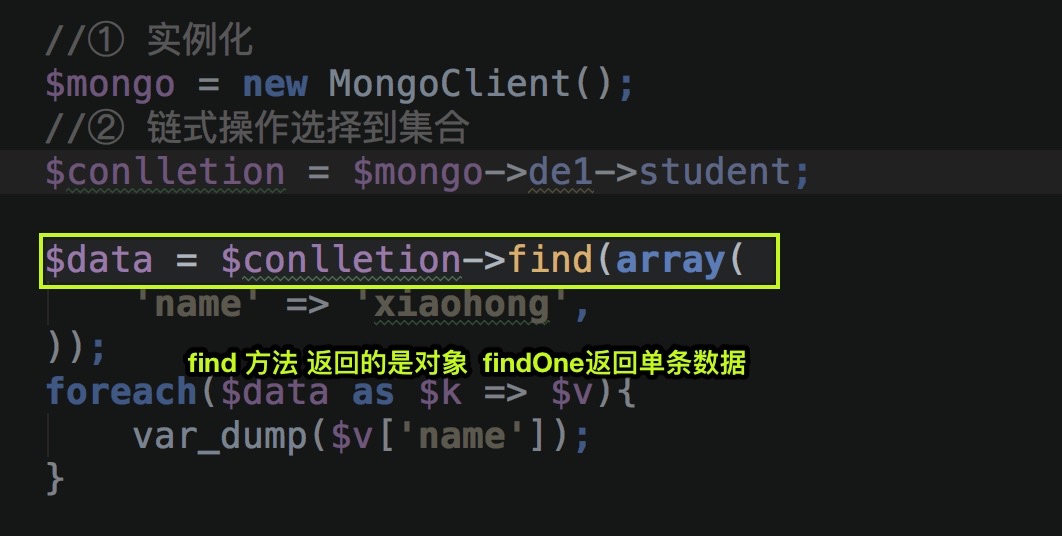 //① 实例化
$mongo = new MongoClient();
//② 链式操作选择到集合
$conlletion = $mongo->de1->student;
$data = $conlletion->find(array(
'name' => 'xiaohong',
));
find 方法 返回的是对象 findOne返回单条数据
foreach($data as $k => $v){
var_dump($v['name']);
}